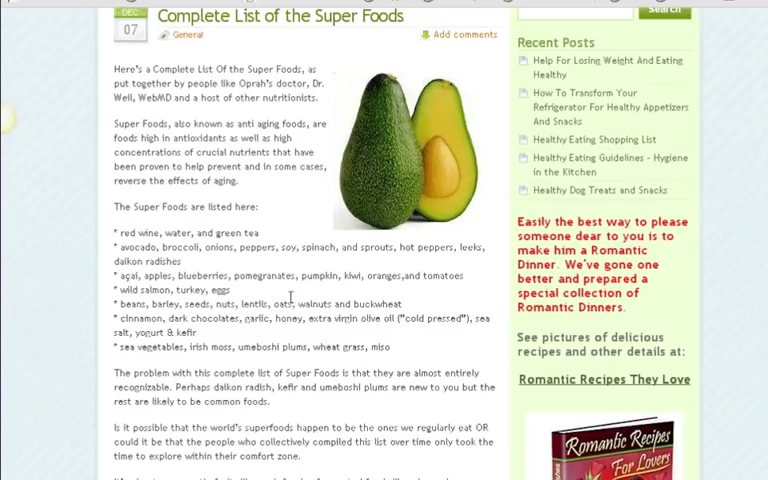 DEC
07
Complete List of the Super Foods
General
Add comments
Here's a Complete List Of the Super Foods, as
put together by people like Oprah's doctor, Dr.
Weil, WebMD and a host of other nutritionists.
Super Foods, also known as anti aging foods, are
foods high in antioxidants as well as high
concentrations of crucial nutrients that have
been proven to help prevent and in some cases,
reverse the effects of aging.
The Super Foods are listed here:
* red wine, water, and green tea
* avocado, broccoli, onions, peppers, soy, spinach, and sprouts, hot peppers, leeks,
daikon radishes
* açai, apples, blueberries, pomegranates, pumpkin, kiwi, oranges,and tomatoes
* wild salmon, turkey, eggs
* beans, barley, seeds, nuts, lentils, oats, walnuts and buckwheat
* cinnamon, dark chocolates, garlic, honey, extra virgin olive oil ("cold pressed"), sea
salt, yogurt & kefir
* sea vegetables, irish moss, umeboshi plums, wheat grass, miso
The problem with this complete list of Super Foods is that they are almost entirely
recognizable. Perhaps daikon radish, kefir and umeboshi plums are new to you but the
rest are likely to be common foods.
Is it possible that the world's superfoods happen to be the ones we regularly eat OR
could it be that the people who collectively compiled this list over time only took the
time to explore within their comfort zone.
Search
Recent Posts
Help For Losing Weight And Eating
Healthy
How To Transform Your
Refrigerator For Healthy Appetizers
And Snacks
Healthy Eating Shopping List
Healthy Eating Guidelines - Hygiene
in the Kitchen
Healthy Dog Treats and Snacks
Easily the best way to please
someone dear to you is to
make him a Romantic
Dinner. We've gone one
better and prepared a
special collection of
Romantic Dinners.
See pictures of delicious
recipes and other details at:
Romantic Recipes They Love
Romantic Recipes
For Lovers